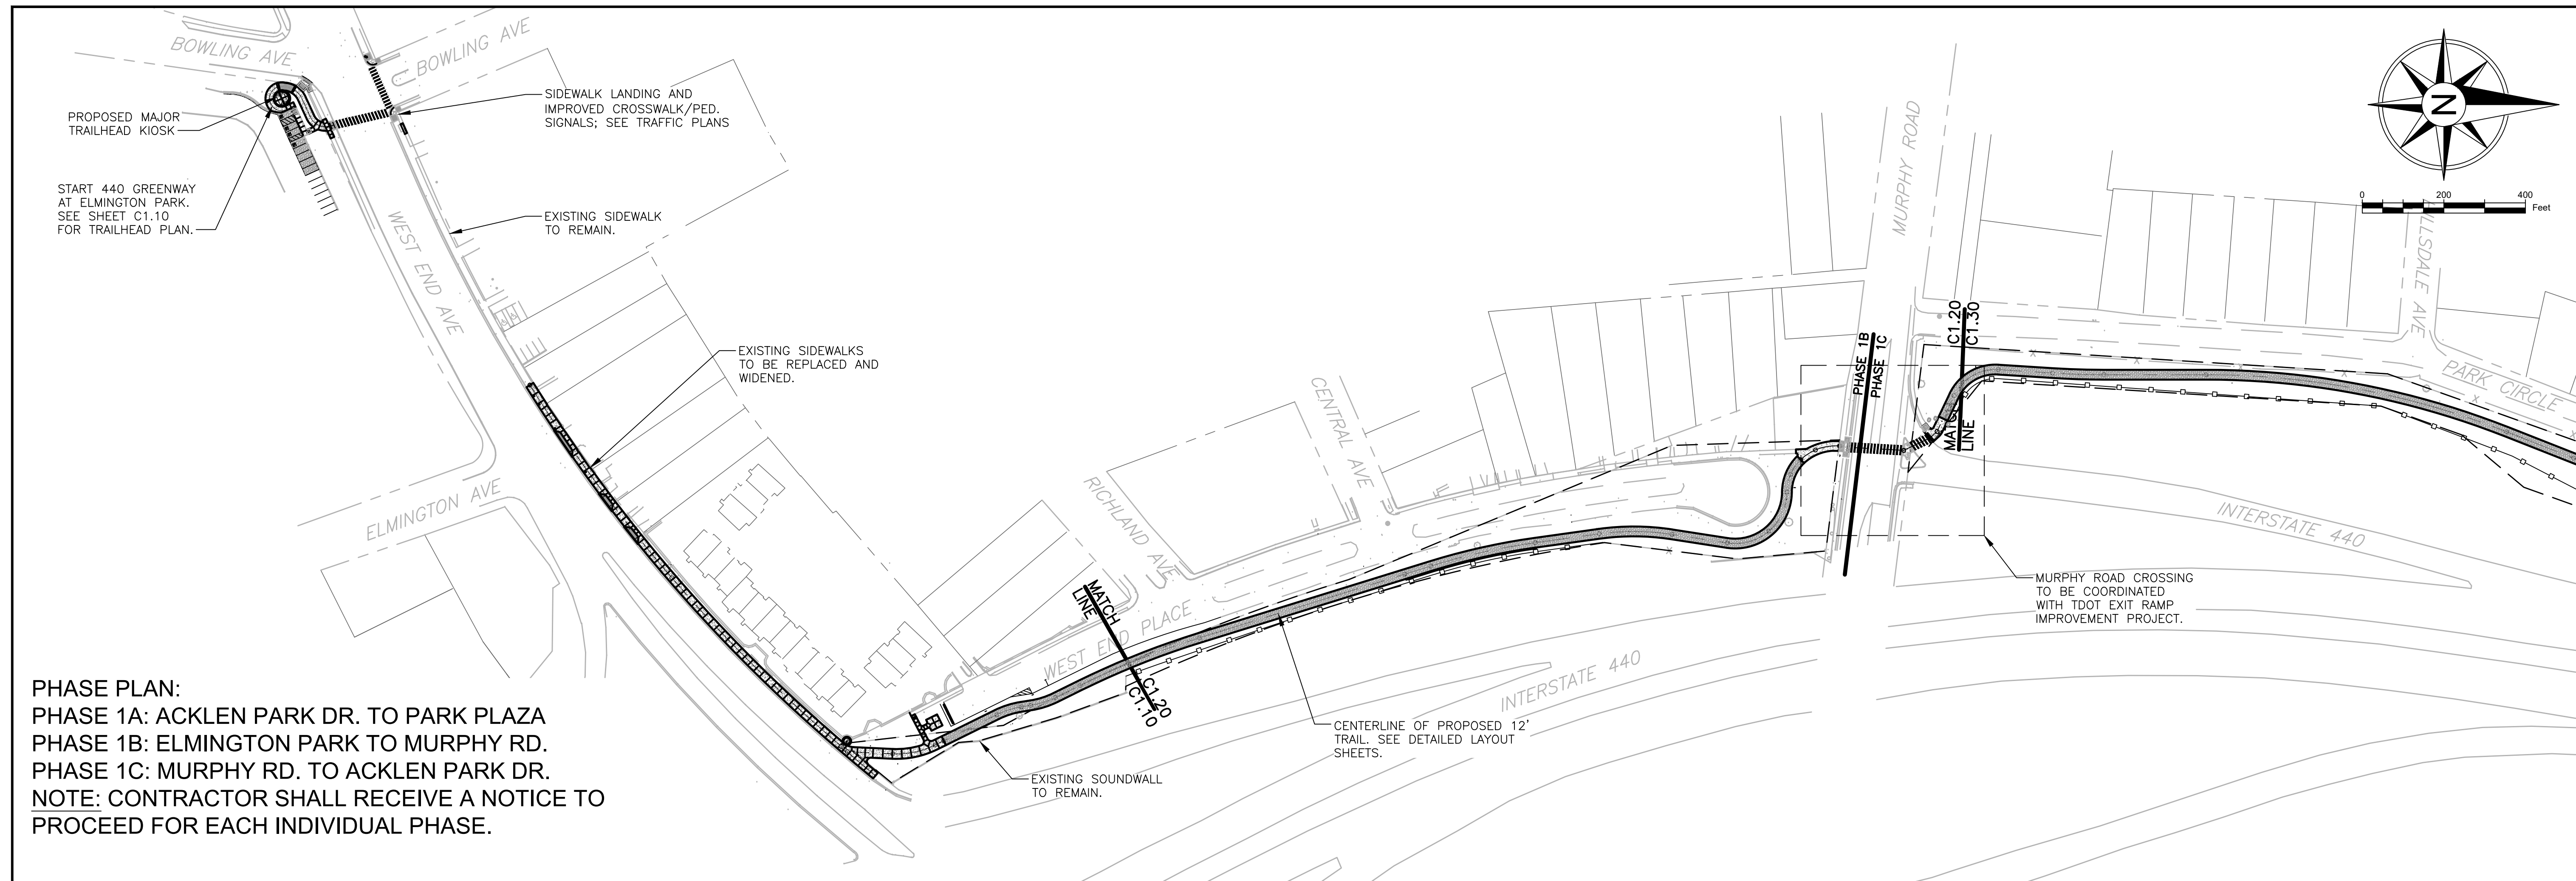 BOWLING AVE
BOWLING AVE
PROPOSED MAJOR
TRAILHEAD KIOSK
START 440 GREENWAY
AT ELMINGTON PARK.
SEE SHEET C1.10
FOR TRAILHEAD PLAN.
SIDEWALK LANDING AND
IMPROVED CROSSWALK/PED.
SIGNALS; SEE TRAFFIC PLANS
EXISTING SIDEWALK
TO REMAIN.
WEST END AVE
EXISTING SIDEWALKS
TO BE REPLACED AND
WIDENED.
ELMINGTON AVE
RICHLAND AVE
CENTRAL AVE
MATCH
LINE
C1.20
C1.10
WEST END PLACE
EXISTING SOUNDWALL
TO REMAIN.
CENTERLINE OF PROPOSED 12'
TRAIL. SEE DETAILED LAYOUT
SHEETS.
INTERSTATE 440
MURPHY ROAD
PHASE 1B
PHASE 1C
C1.20
C1.30
MATCH
LINE
MURPHY ROAD CROSSING
TO BE COORDINATED
WITH TDOT EXIT RAMP
IMPROVEMENT PROJECT.
INTERSTATE 440
PARK CIRCLE
AVE
N
0 200 400
Feet
PHASE PLAN:
PHASE 1A: ACKLEN PARK DR. TO PARK PLAZA
PHASE 1B: ELMINGTON PARK TO MURPHY RD.
PHASE 1C: MURPHY RD. TO ACKLEN PARK DR.
NOTE: CONTRACTOR SHALL RECEIVE A NOTICE TO
PROCEED FOR EACH INDIVIDUAL PHASE.